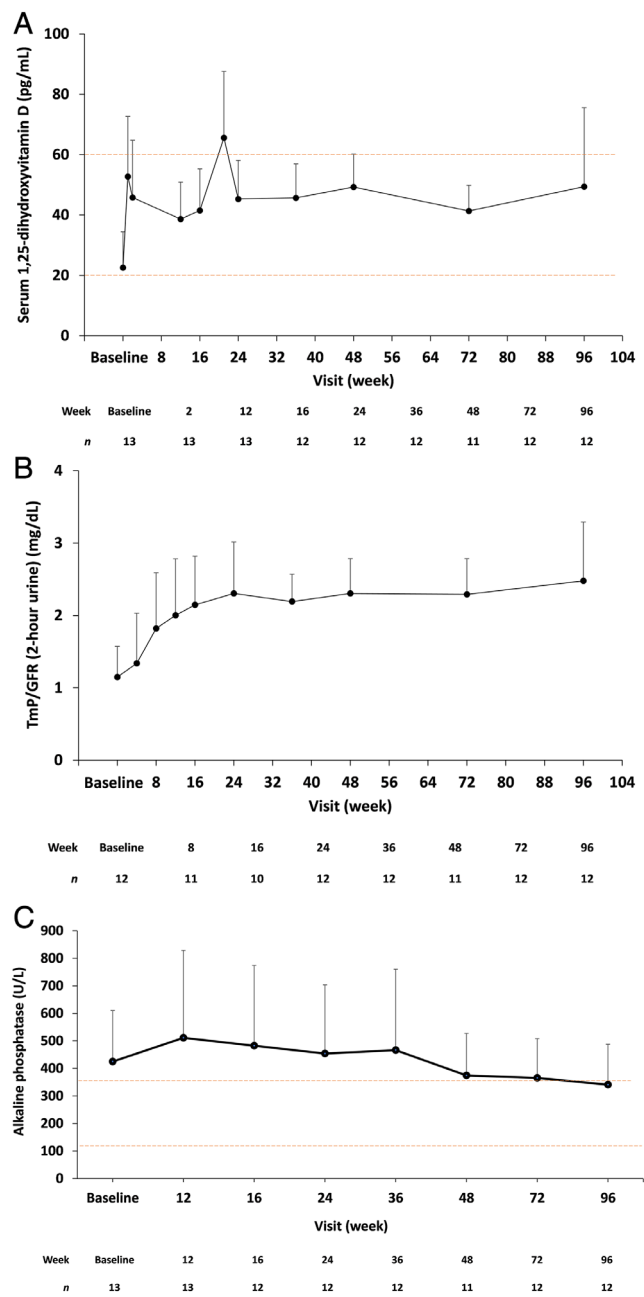 A
Serum 1,25-dihydroxyvitamin D (pg/mL)
100
80
60
40
20
0
Baseline 8 16 24 32 40 48 56 64 72 80 88 96 104
Visit (week)
Week Baseline 2 12 16 24 36 48 72 96
n 13 13 13 12 12 12 11 12 12
B
TmP/GFR (2-hour urine) (mg/dL)
4
3
2
1
0
Baseline 8 16 24 32 40 48 56 64 72 80 88 96 104
Visit (week)
Week Baseline 8 16 24 36 48 72 96
n 12 11 10 12 12 11 12 12
C
Alkaline phosphatase (U/L)
900
800
700
600
500
400
300
200
100
0
Baseline 12 16 24 36 48 72 96
Visit (week)
Week Baseline 12 16 24 36 48 72 96
n 13 13 12 12 12 11 12 12